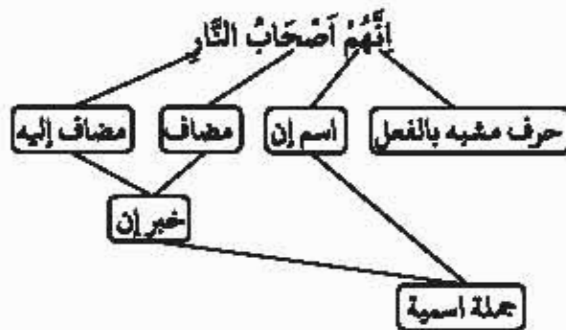 اِنَّهُمْ اَصْحَابُ النَّارِ
حرف مشبه بالفعل اسم إن مضاف مضاف إليه
خبر إن
جملة اسمية